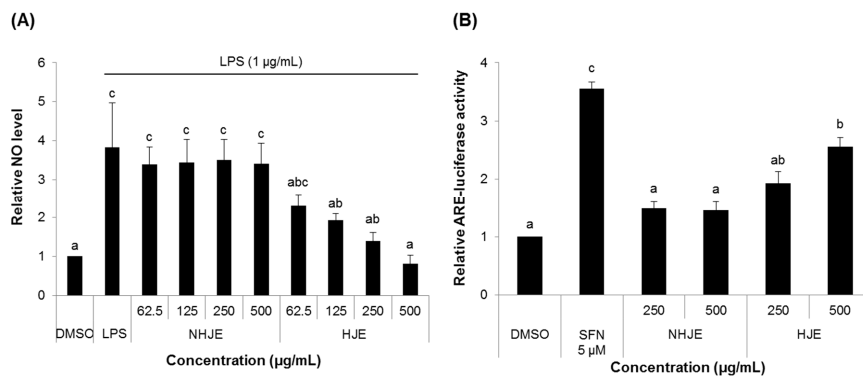 (A)
LPS (1 µg/mL)
Relative NO level
6
5
4
3
2
1
0
a
c
c
c
c
c
abc
ab
ab
a
62.5 125 250 500 62.5 125 250 500
DMSO LPS NHJE HJE
Concentration (µg/mL)
(B)
Relative ARE-luciferase activity
4
3
2
1
0
a
c
a
a
ab
b
250 500 250 500
DMSO SFN NHJE HJE
5 µM
Concentration (µg/mL)